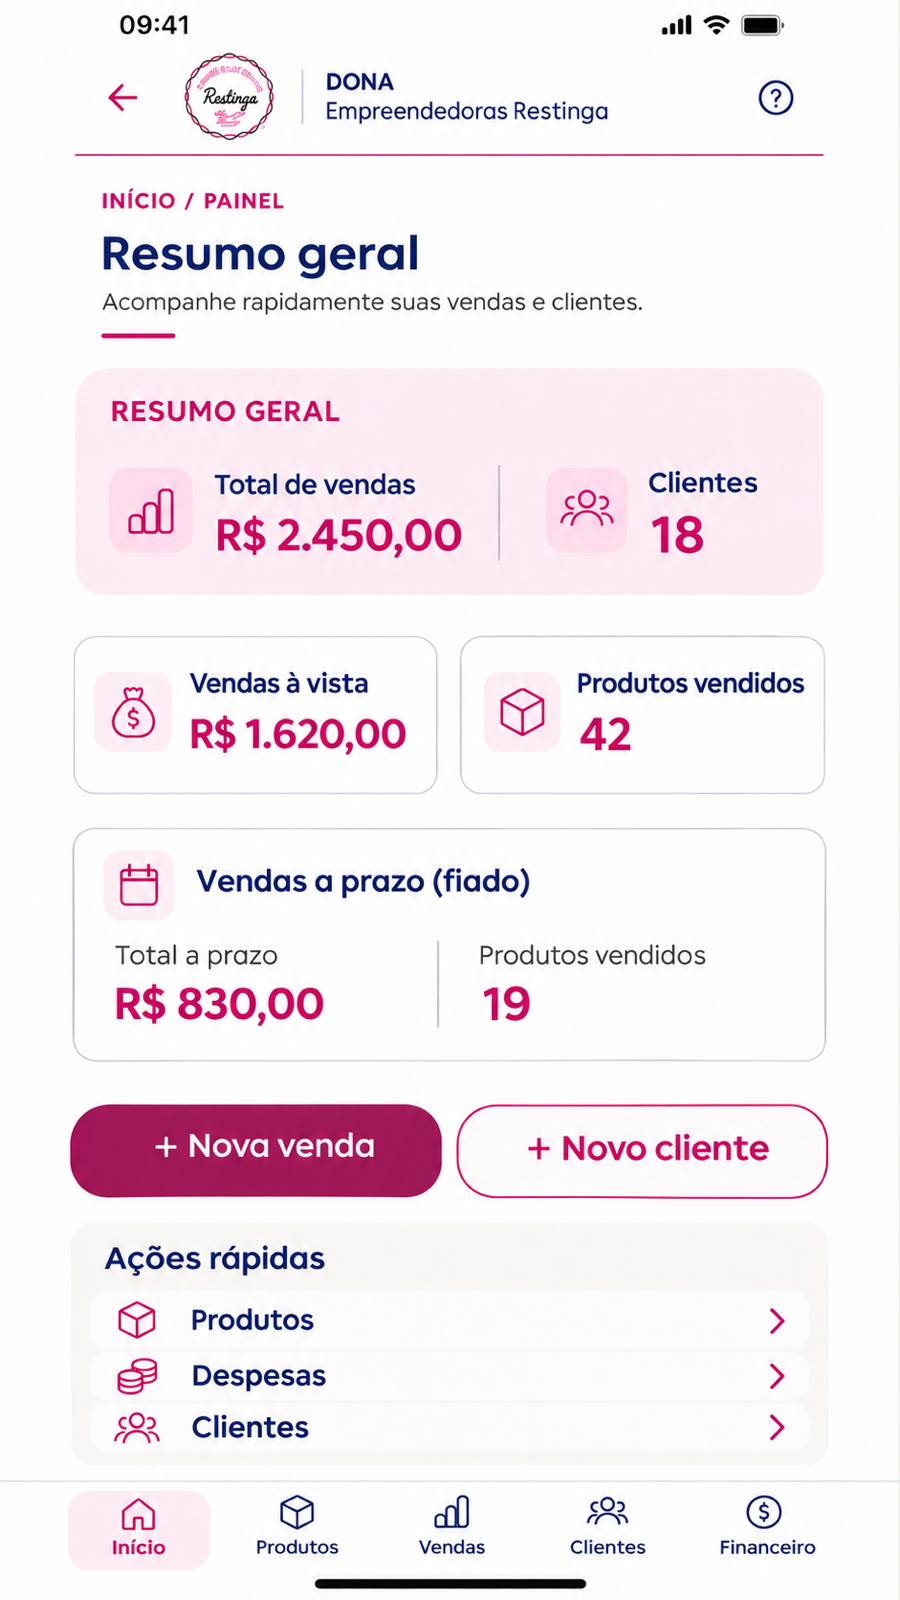 09:41
Restinga
DONA
Empreendedoras Restinga
?
INÍCIO / PAINEL
Resumo geral
Acompanhe rapidamente suas vendas e clientes.
RESUMO GERAL
Total de vendas
R$ 2.450,00
Clientes
18
Vendas à vista
R$ 1.620,00
Produtos vendidos
42
Vendas a prazo (fiado)
Total a prazo
R$ 830,00
Produtos vendidos
19
+ Nova venda
+ Novo cliente
Ações rápidas
Produtos
Despesas
Clientes
Início
Produtos
Vendas
Clientes
Financeiro